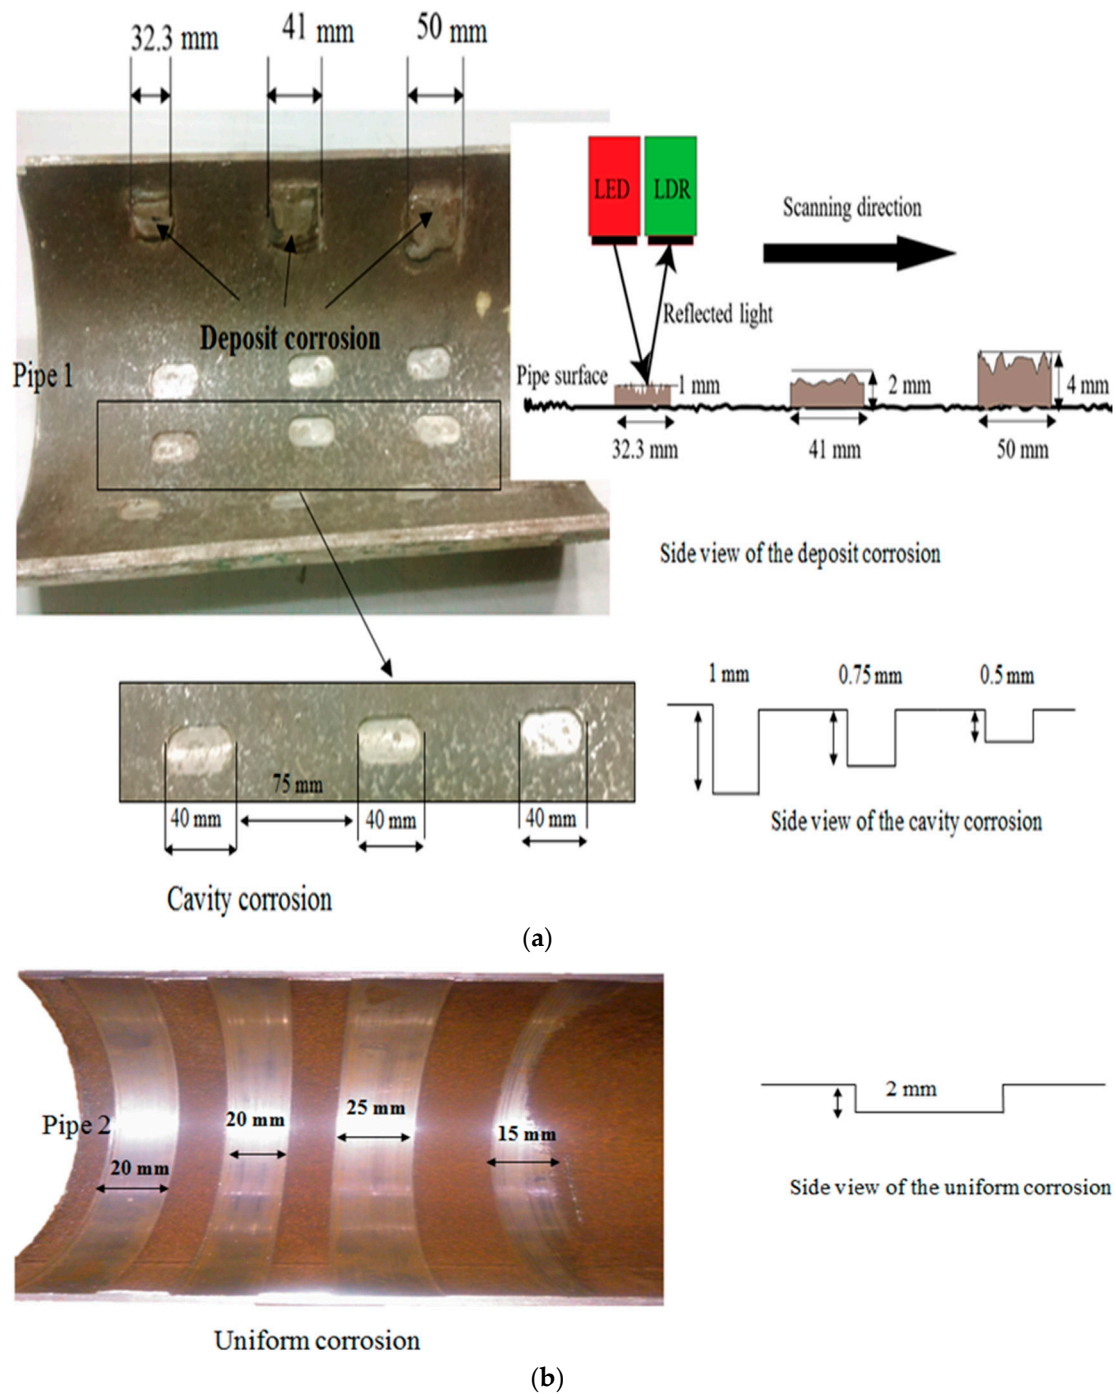 32.3 mm
41 mm
50 mm
LED
LDR
Scanning direction
Reflected light
Deposit corrosion
Pipe 1
Pipe surface
1 mm
2 mm
4 mm
32.3 mm
41 mm
50 mm
Side view of the deposit corrosion
1 mm
0.75 mm
0.5 mm
75 mm
40 mm
40 mm
40 mm
Side view of the cavity corrosion
Cavity corrosion
(a)
Pipe 2
20 mm
20 mm
25 mm
15 mm
2 mm
Side view of the uniform corrosion
Uniform corrosion
(b)